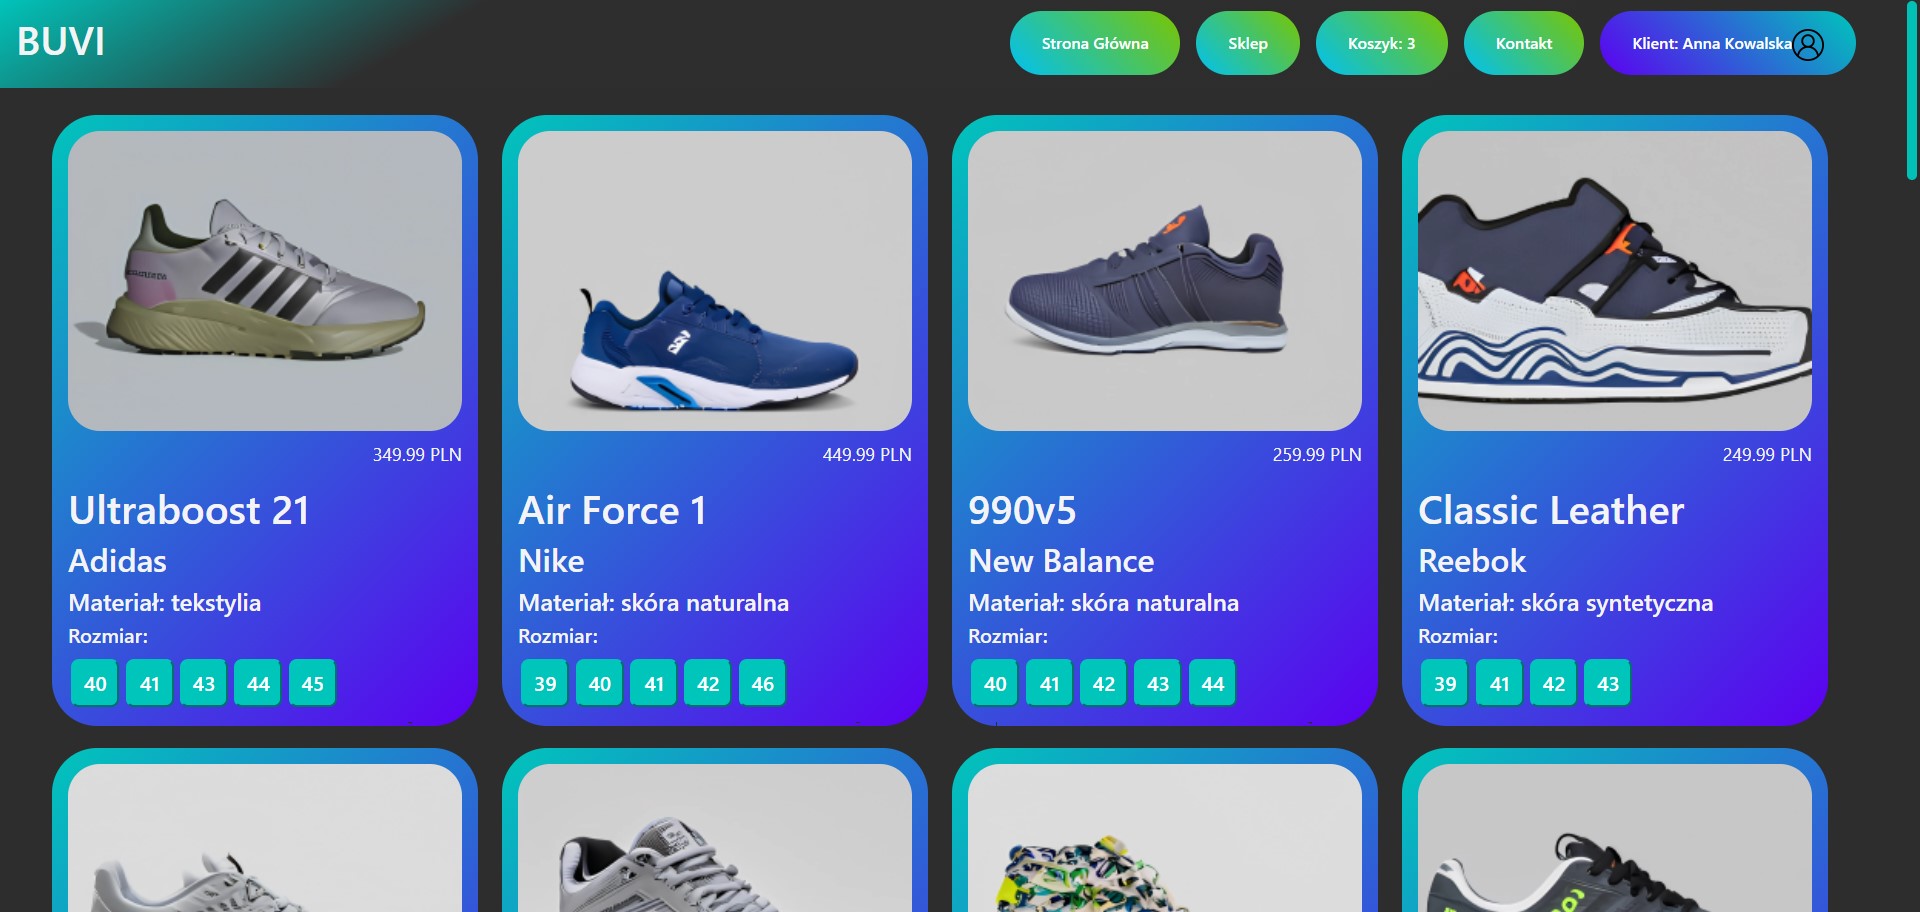 BUVI
Strona Główna
Sklep
Koszyk: 3
Kontakt
Klient: Anna Kowalska
349.99 PLN
Ultraboost 21
Adidas
Materiał: tekstylia
Rozmiar:
40 41 43 44 45
449.99 PLN
Air Force 1
Nike
Materiał: skóra naturalna
Rozmiar:
39 40 41 42 46
259.99 PLN
990v5
New Balance
Materiał: skóra naturalna
Rozmiar:
40 41 42 43 44
249.99 PLN
Classic Leather
Reebok
Materiał: skóra syntetyczna
Rozmiar:
39 41 42 43